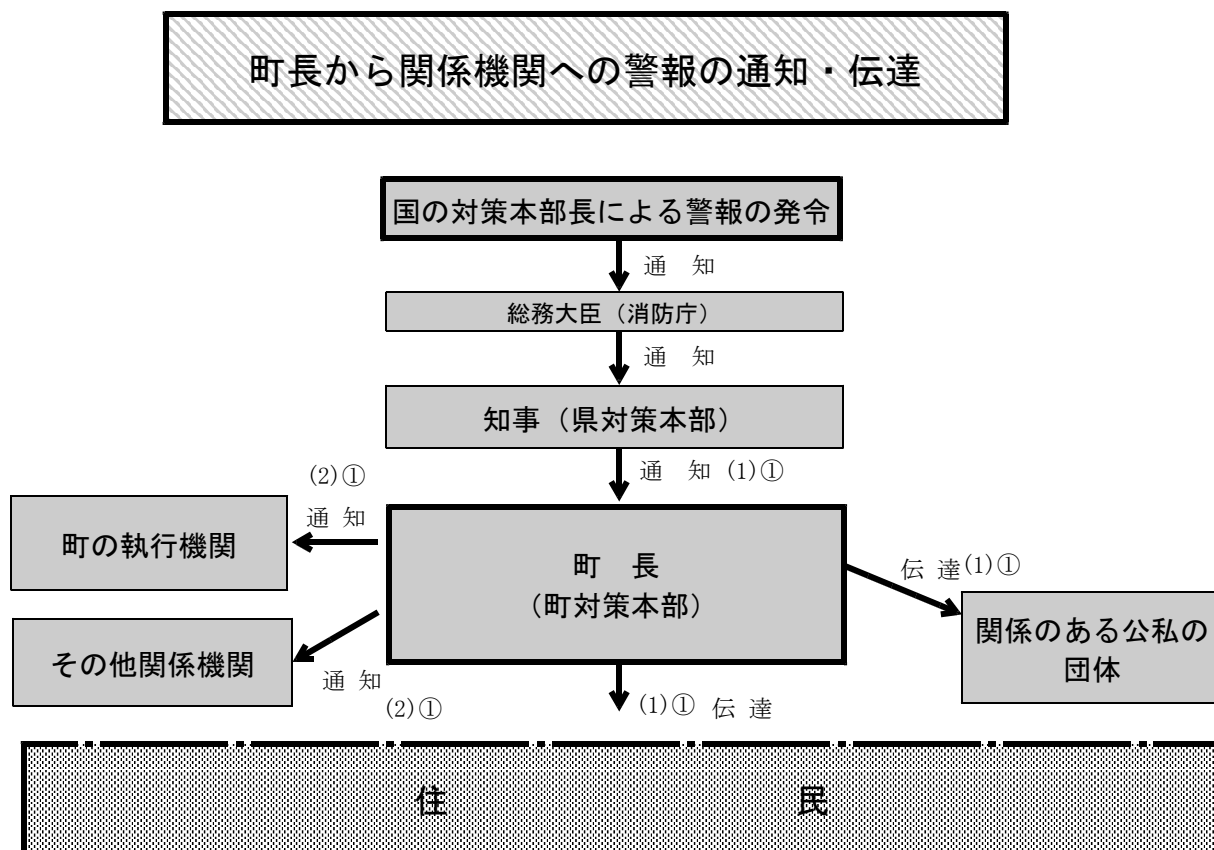 町長から関係機関への警報の通知・伝達
国の対策本部長による警報の発令
通 知
総務大臣（消防庁）
通 知
知事（県対策本部）
通 知 (1)①
(2)①
通 知
町の執行機関
町 長
（町対策本部）
伝 達(1)①
関係のある公私の
団体
その他関係機関
通 知
(2)①
(1)① 伝 達
住 民